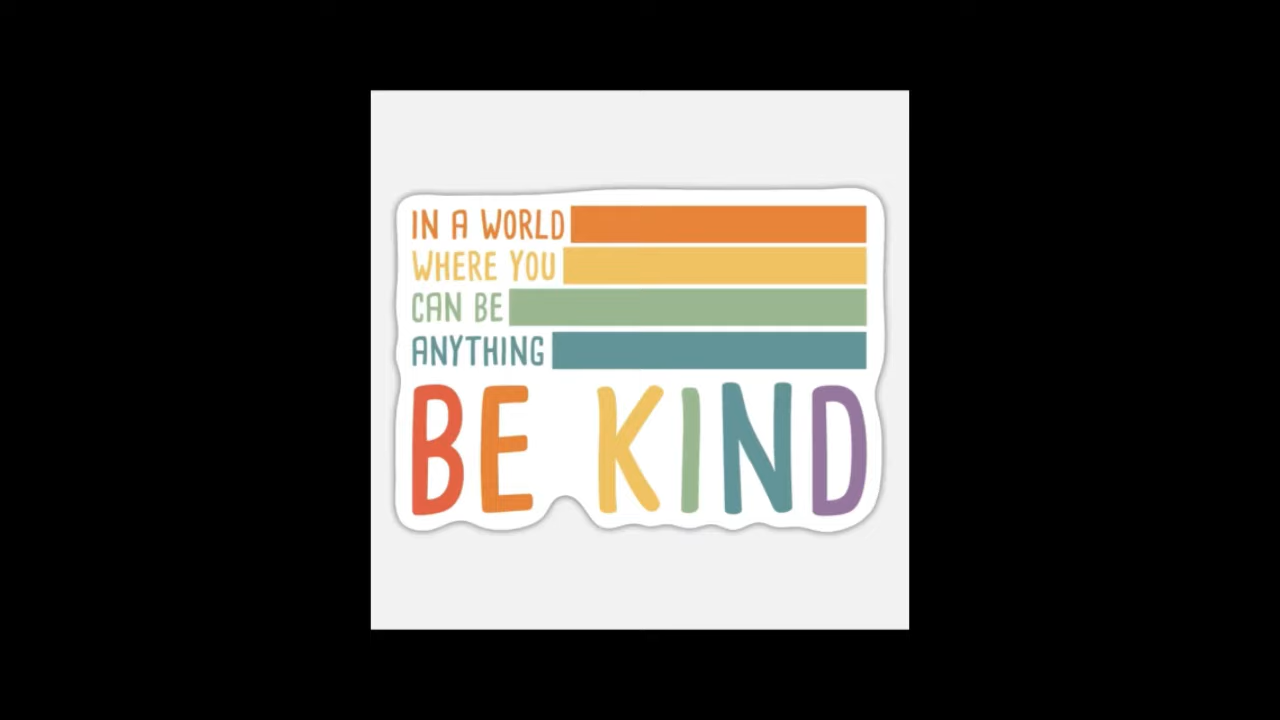 IN A WORLD
WHERE YOU
CAN BE
ANYTHING
BE KIND